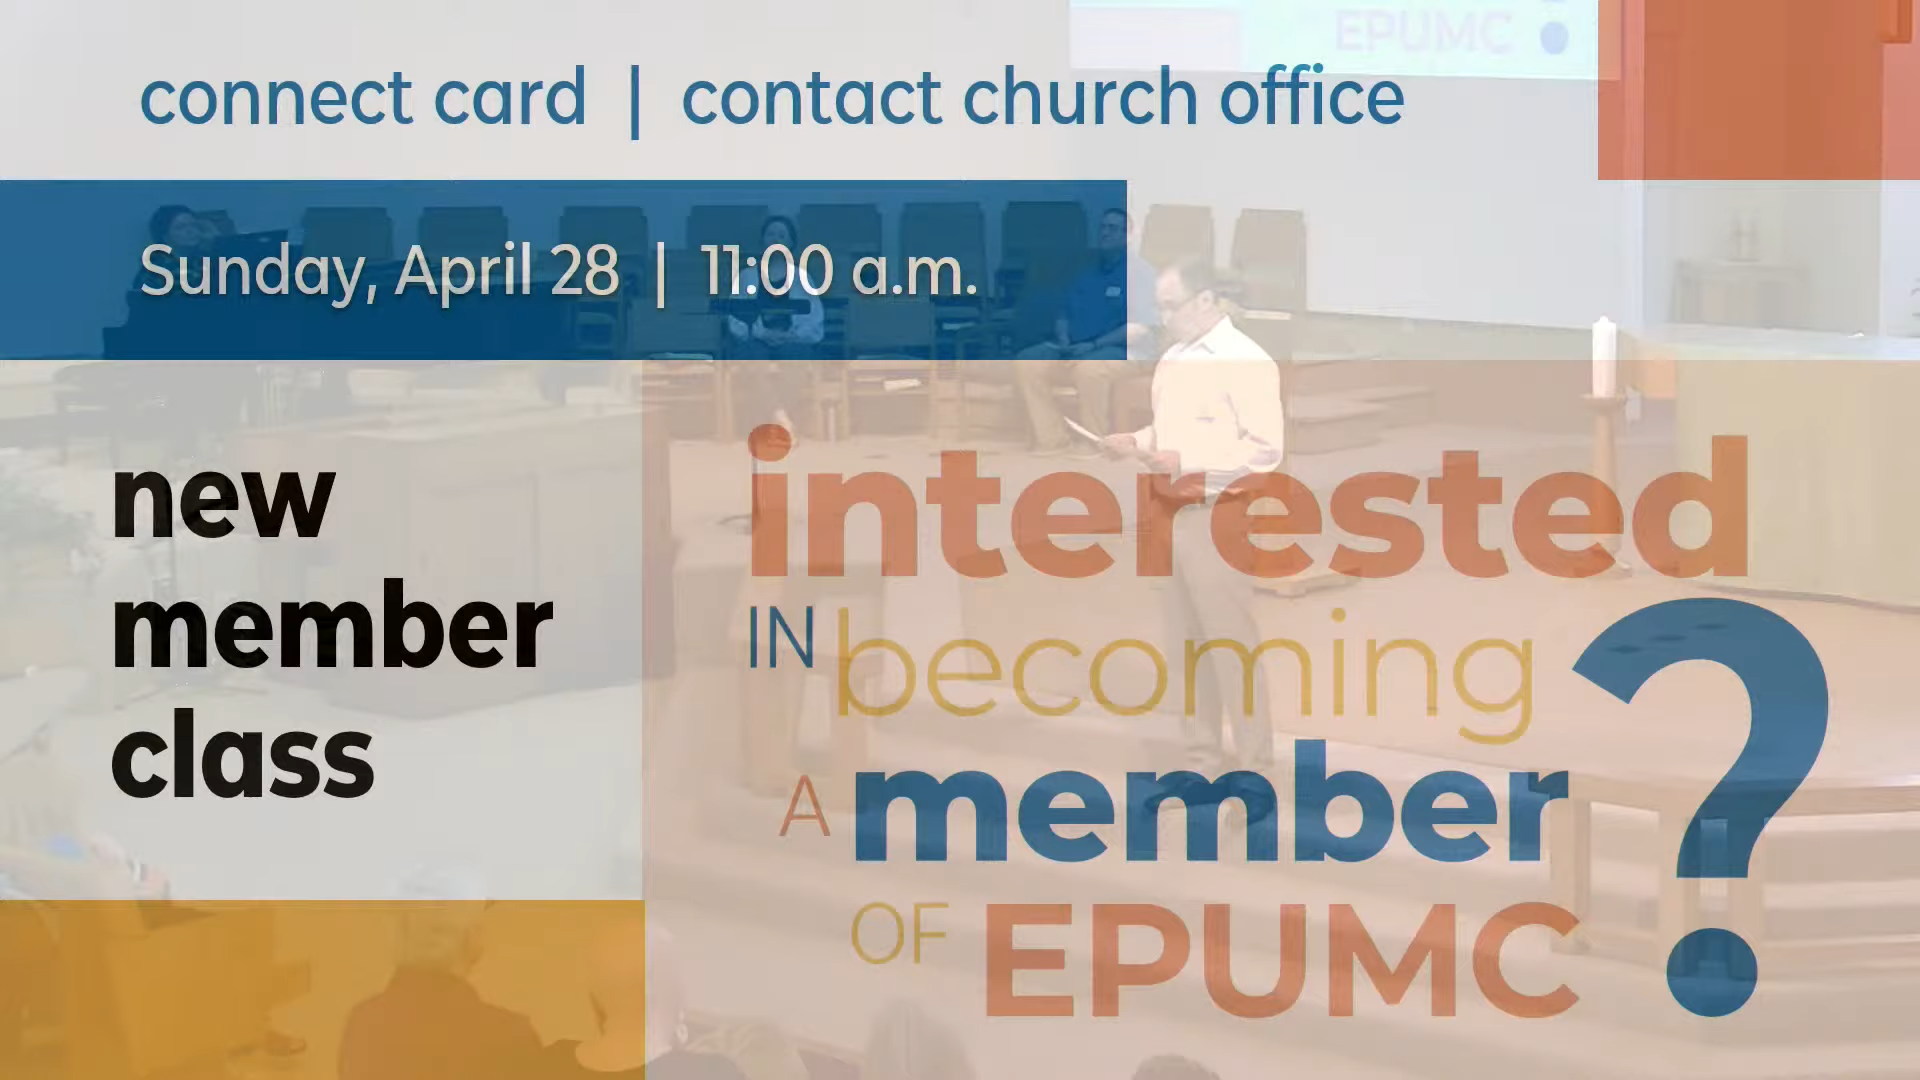 EPUMC
connect card | contact church office
Sunday, April 28 | 11:00 a.m.
new
member
class
interested
IN becoming
A member
OF EPUMC ?